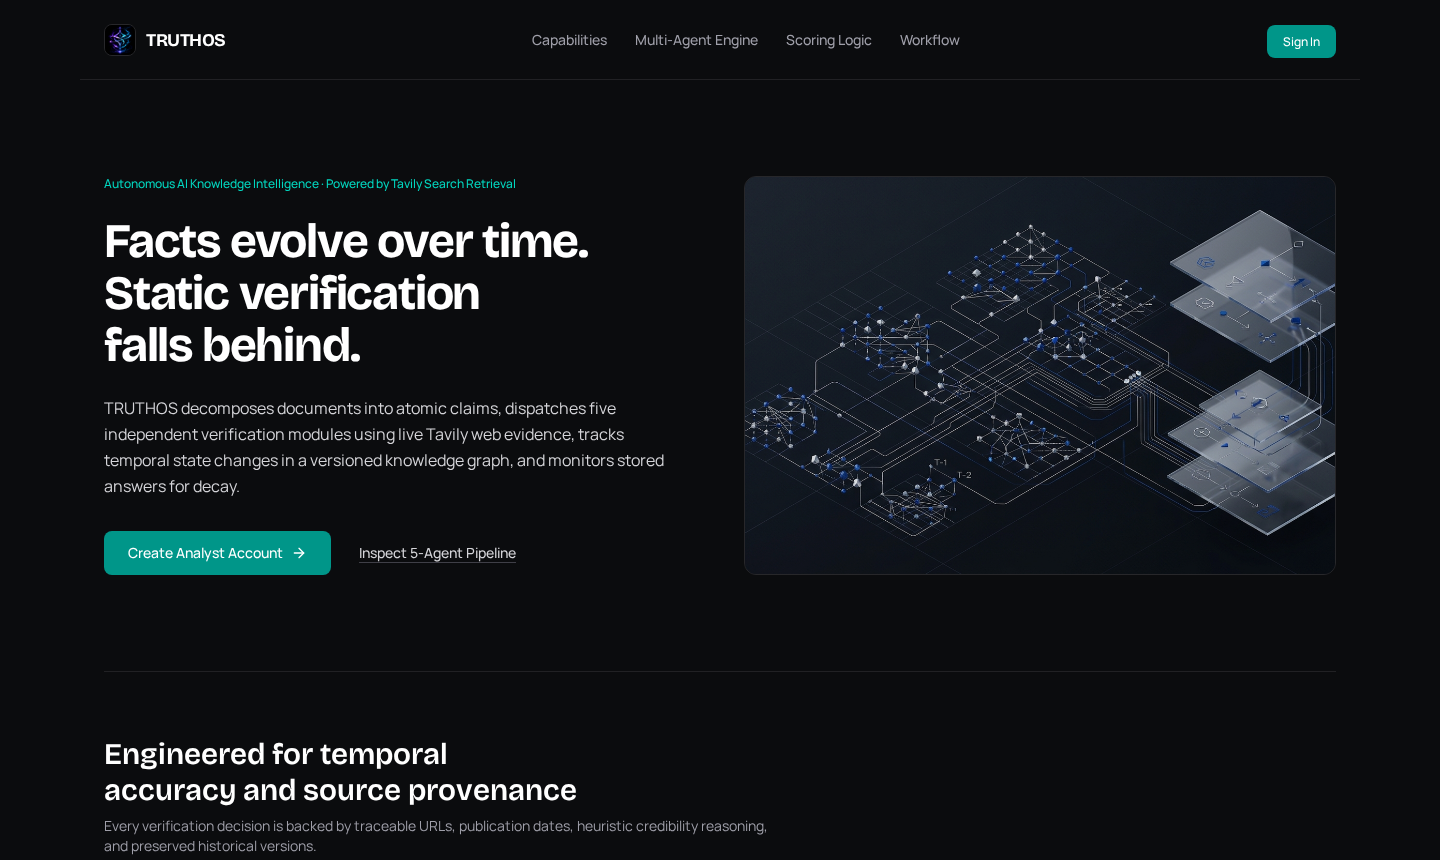 TRUTHOS
Capabilities
Multi-Agent Engine
Scoring Logic
Workflow
Sign In
Autonomous AI Knowledge Intelligence · Powered by Tavily Search Retrieval
Facts evolve over time.
Static verification
falls behind.
TRUTHOS decomposes documents into atomic claims, dispatches five
independent verification modules using live Tavily web evidence, tracks
temporal state changes in a versioned knowledge graph, and monitors stored
answers for decay.
Create Analyst Account
Inspect 5-Agent Pipeline
T-1
T-2
Engineered for temporal
accuracy and source provenance
Every verification decision is backed by traceable URLs, publication dates, heuristic credibility reasoning,
and preserved historical versions.